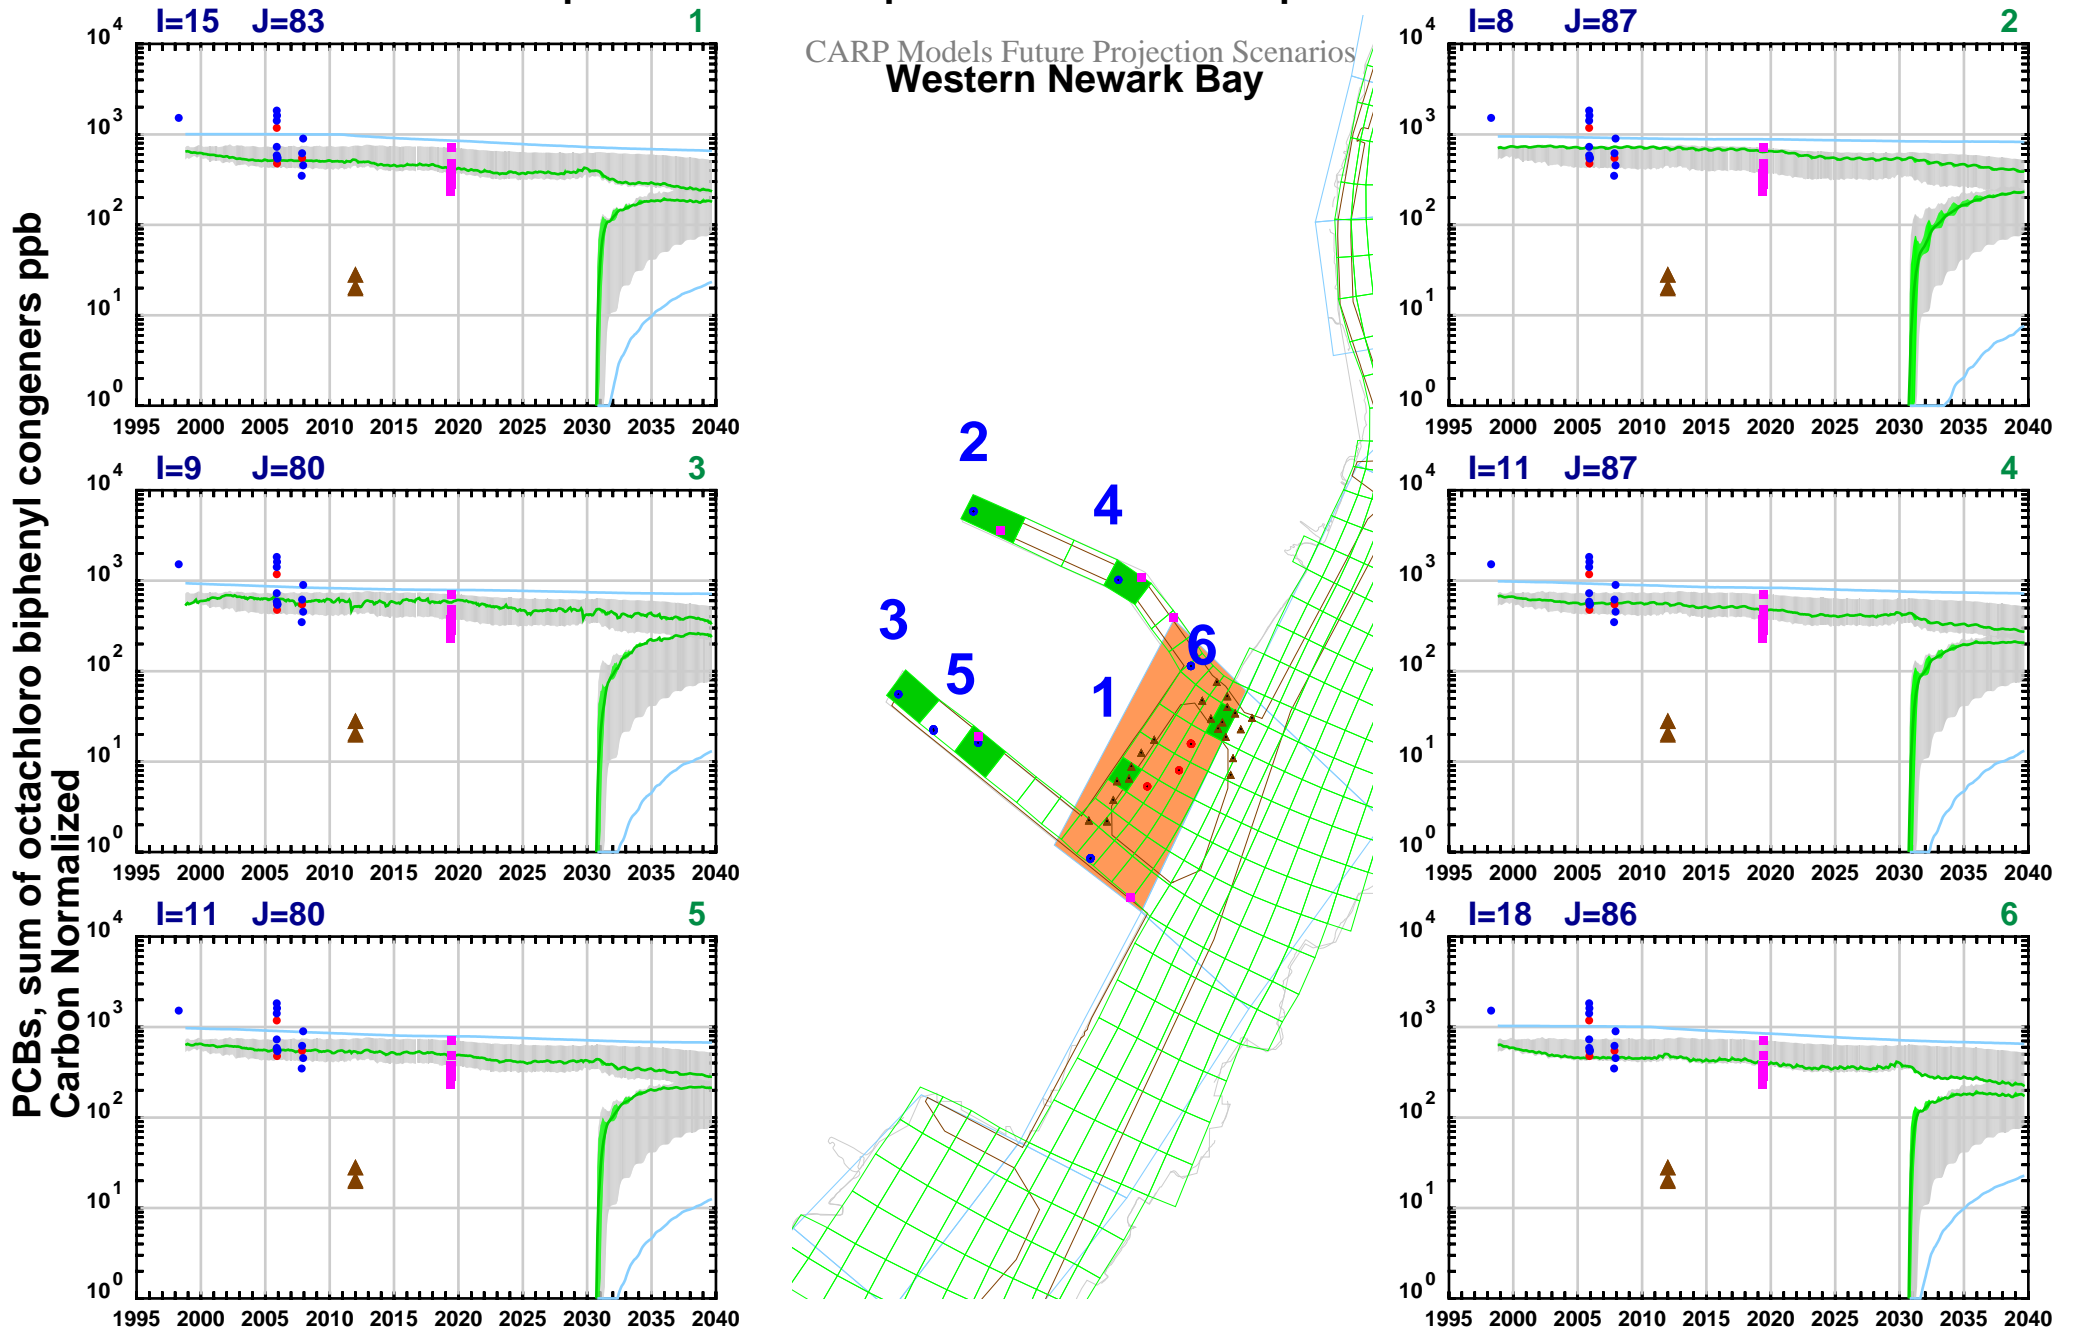 CARP Models Future Projection Scenarios
Western Newark Bay
PCBs, sum of octachloro biphenyl congeners ppb
Carbon Normalized
I=15 J=83 1
10^4
10^3
10^2
10^1
10^0
1995 2000 2005 2010 2015 2020 2025 2030 2035 2040
I=8 J=87 2
10^4
10^3
10^2
10^1
10^0
1995 2000 2005 2010 2015 2020 2025 2030 2035 2040
I=9 J=80 3
10^4
10^3
10^2
10^1
10^0
1995 2000 2005 2010 2015 2020 2025 2030 2035 2040
I=11 J=87 4
10^4
10^3
10^2
10^1
10^0
1995 2000 2005 2010 2015 2020 2025 2030 2035 2040
I=11 J=80 5
10^4
10^3
10^2
10^1
10^0
1995 2000 2005 2010 2015 2020 2025 2030 2035 2040
I=18 J=86 6
10^4
10^3
10^2
10^1
10^0
1995 2000 2005 2010 2015 2020 2025 2030 2035 2040
2
4
3
6
5
1